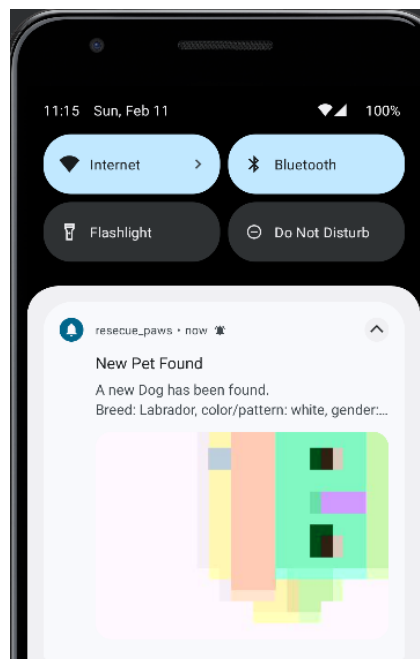 11:15 Sun, Feb 11 100%
Internet Bluetooth
Flashlight Do Not Disturb
resecue_paws • now
New Pet Found
A new Dog has been found.
Breed: Labrador, color/pattern: white, gender:...